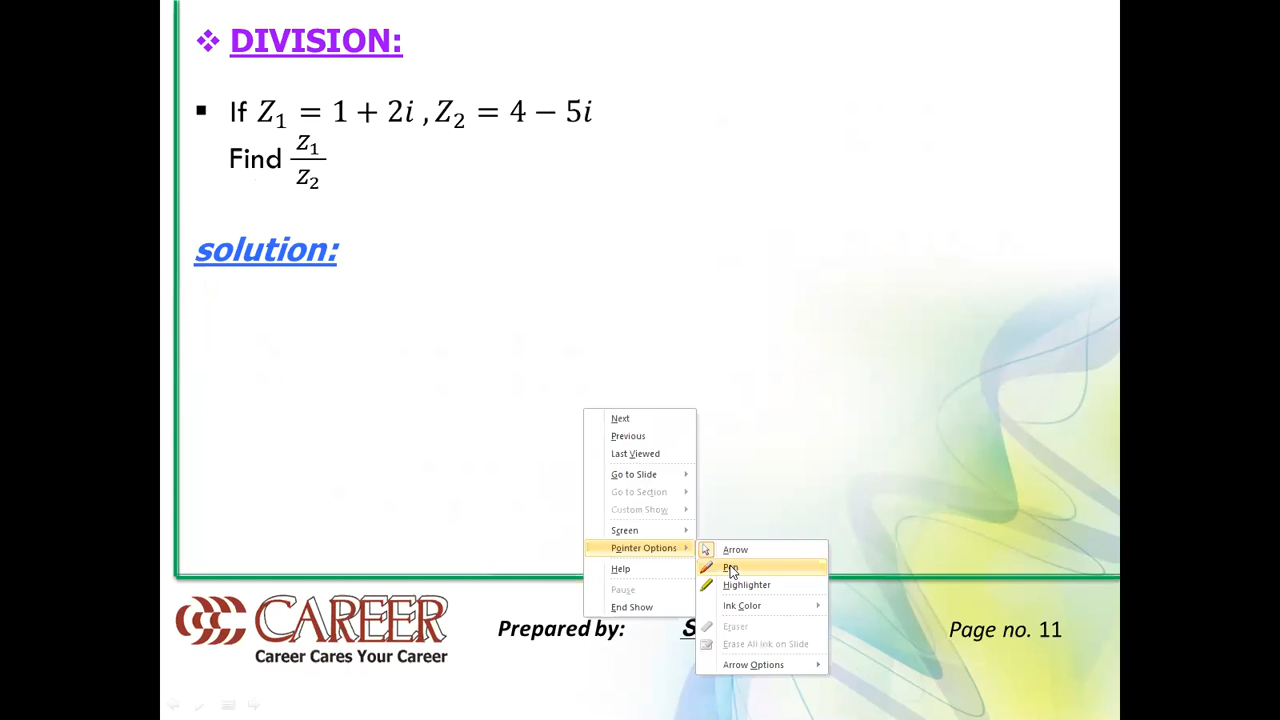 ❖ DIVISION:
▪ If Z₁ = 1 + 2i , Z₂ = 4 − 5i
Find z₁/z₂
solution:
Next
Previous
Last Viewed
Go to Slide
Go to Section
Custom Show
Screen
Pointer Options
Help
Pause
End Show
Arrow
Pen
Highlighter
Ink Color
Eraser
Erase All Ink on Slide
Arrow Options
CAREER
Career Cares Your Career
Prepared by:
Page no. 11